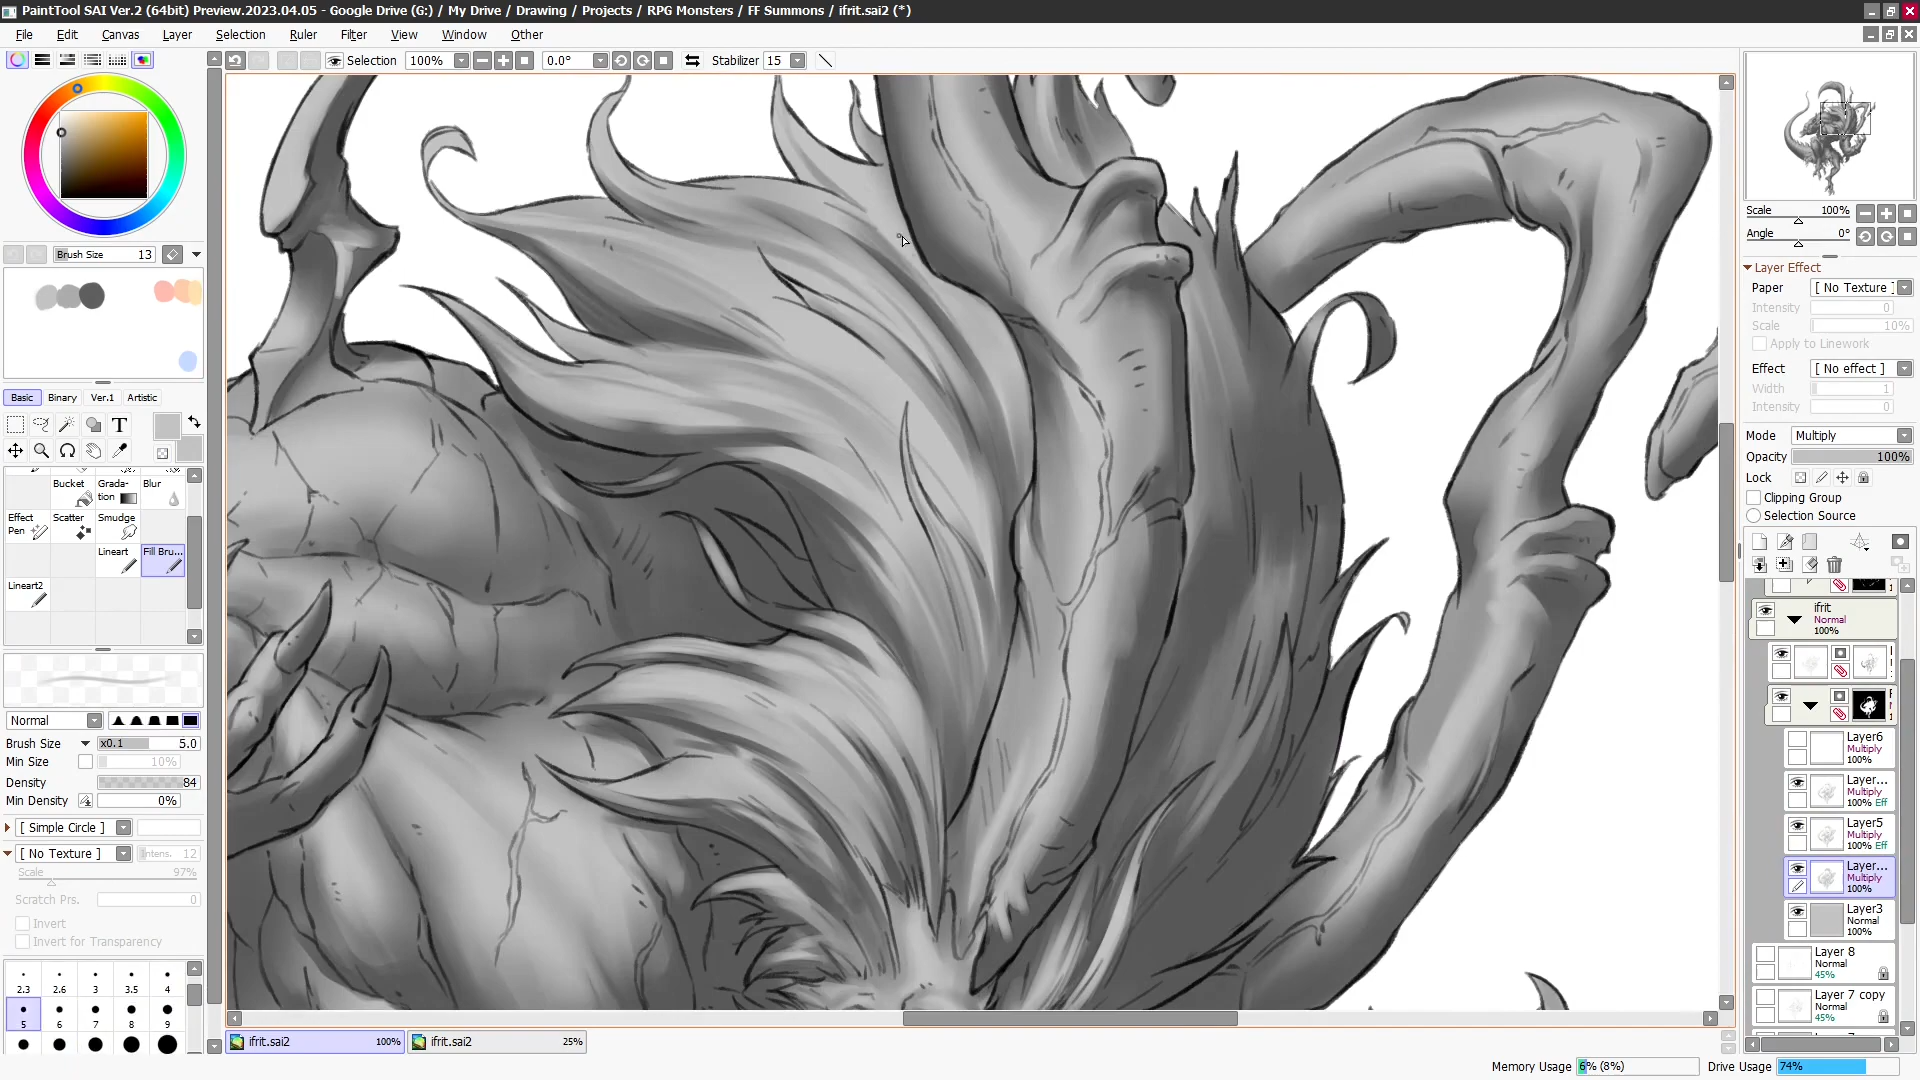 PaintTool SAI Ver.2 (64bit) Preview.2023.04.05 - Google Drive (G:) / My Drive / Drawing / Projects / RPG Monsters / FF Summons / ifrit.sai2 (*)
File Edit Canvas Layer Selection Ruler Filter View Window Other
Selection 100% 0.0° Stabilizer 15
Brush Size 13
Basic Binary Ver.1 Artistic
Bucket Grada-tion Blur
Effect Pen Scatter Smudge
Lineart Fill Bru...
Lineart2
Normal
Brush Size x0.1 5.0
Min Size 10%
Density 84
Min Density 0%
[ Simple Circle ]
[ No Texture ] Intens. 12
Scale 97%
Scratch Prs. 0
Invert
Invert for Transparency
2.3 2.6 3 3.5 4
5 6 7 8 9
ifrit.sai2 100% ifrit.sai2 25%
Scale 100%
Angle 0°
Layer Effect
Paper [ No Texture ]
Intensity 0
Scale 10%
Apply to Linework
Effect [ No effect ]
Width 1
Intensity 0
Mode Multiply
Opacity 100%
Lock
Clipping Group
Selection Source
ifrit
Normal
100%
Layer6
Multiply
100%
Layer...
Multiply
100% Eff
Layer5
Multiply
100% Eff
Layer...
Multiply
100%
Layer3
Normal
100%
Layer 8
Normal
45%
Layer 7 copy
Normal
45%
Memory Usage 6% (8%) Drive Usage 74%